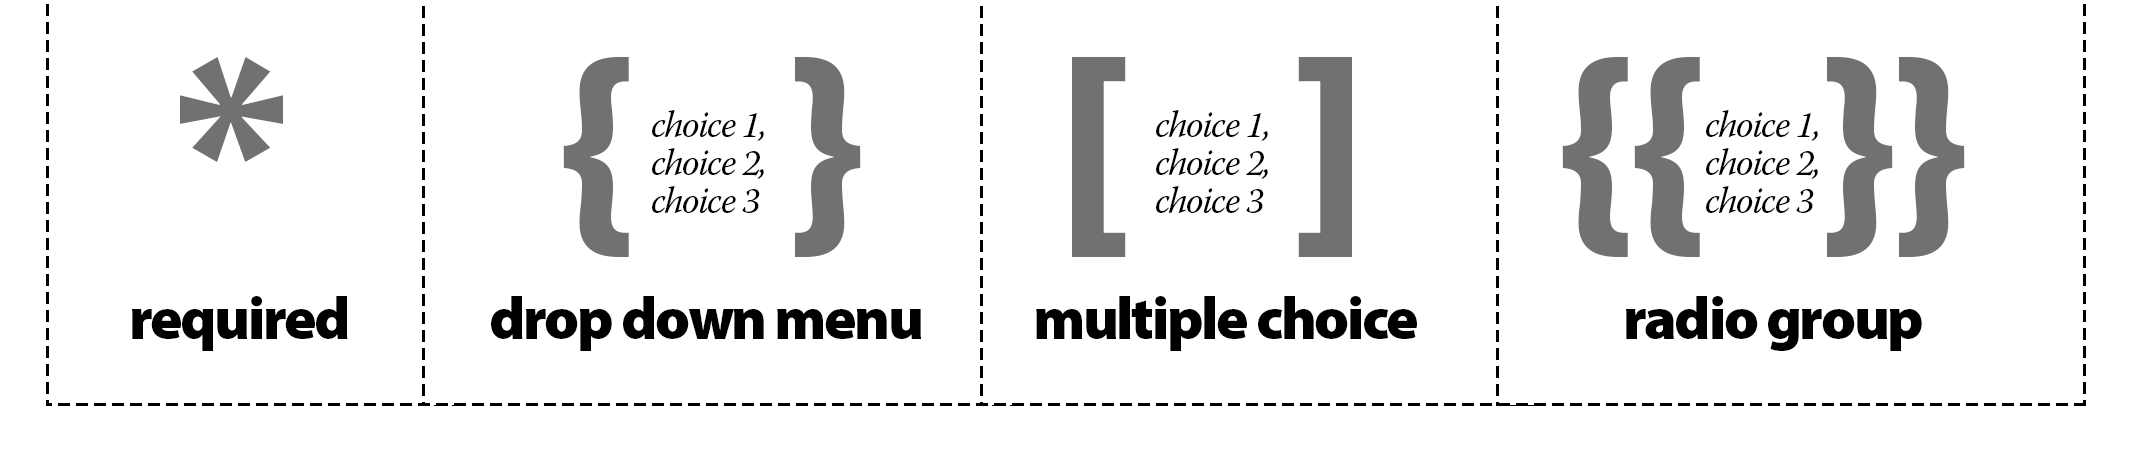 *
required
{ choice 1,
choice 2,
choice 3 }
drop down menu
[ choice 1,
choice 2,
choice 3 ]
multiple choice
{{ choice 1,
choice 2,
choice 3 }}
radio group